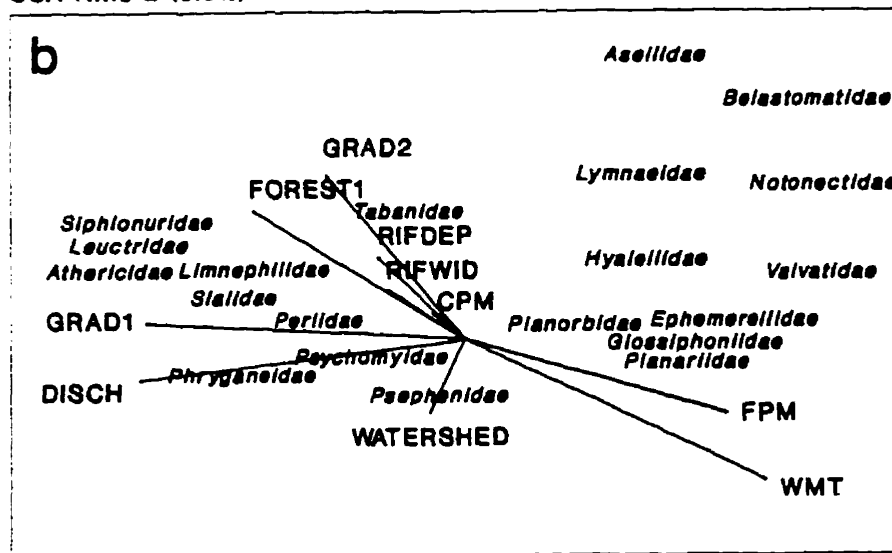 b
Asellidae
Belastomatidae
GRAD2
Lymnaeidae
Notonectidae
FOREST1
Tabanidae
Siphlonuridae
RIFDEP
Leuctridae
Hyalellidae
Athericidae Limnephilidae
RIFWID
Valvatidae
Sialidae
CPM
GRAD1
Perlidae
Planorbidae Ephemerellidae
Glossiphoniidae
Psychomyidae
Planariidae
DISCH
Phryganeidae
Psephenidae
FPM
WATERSHED
WMT